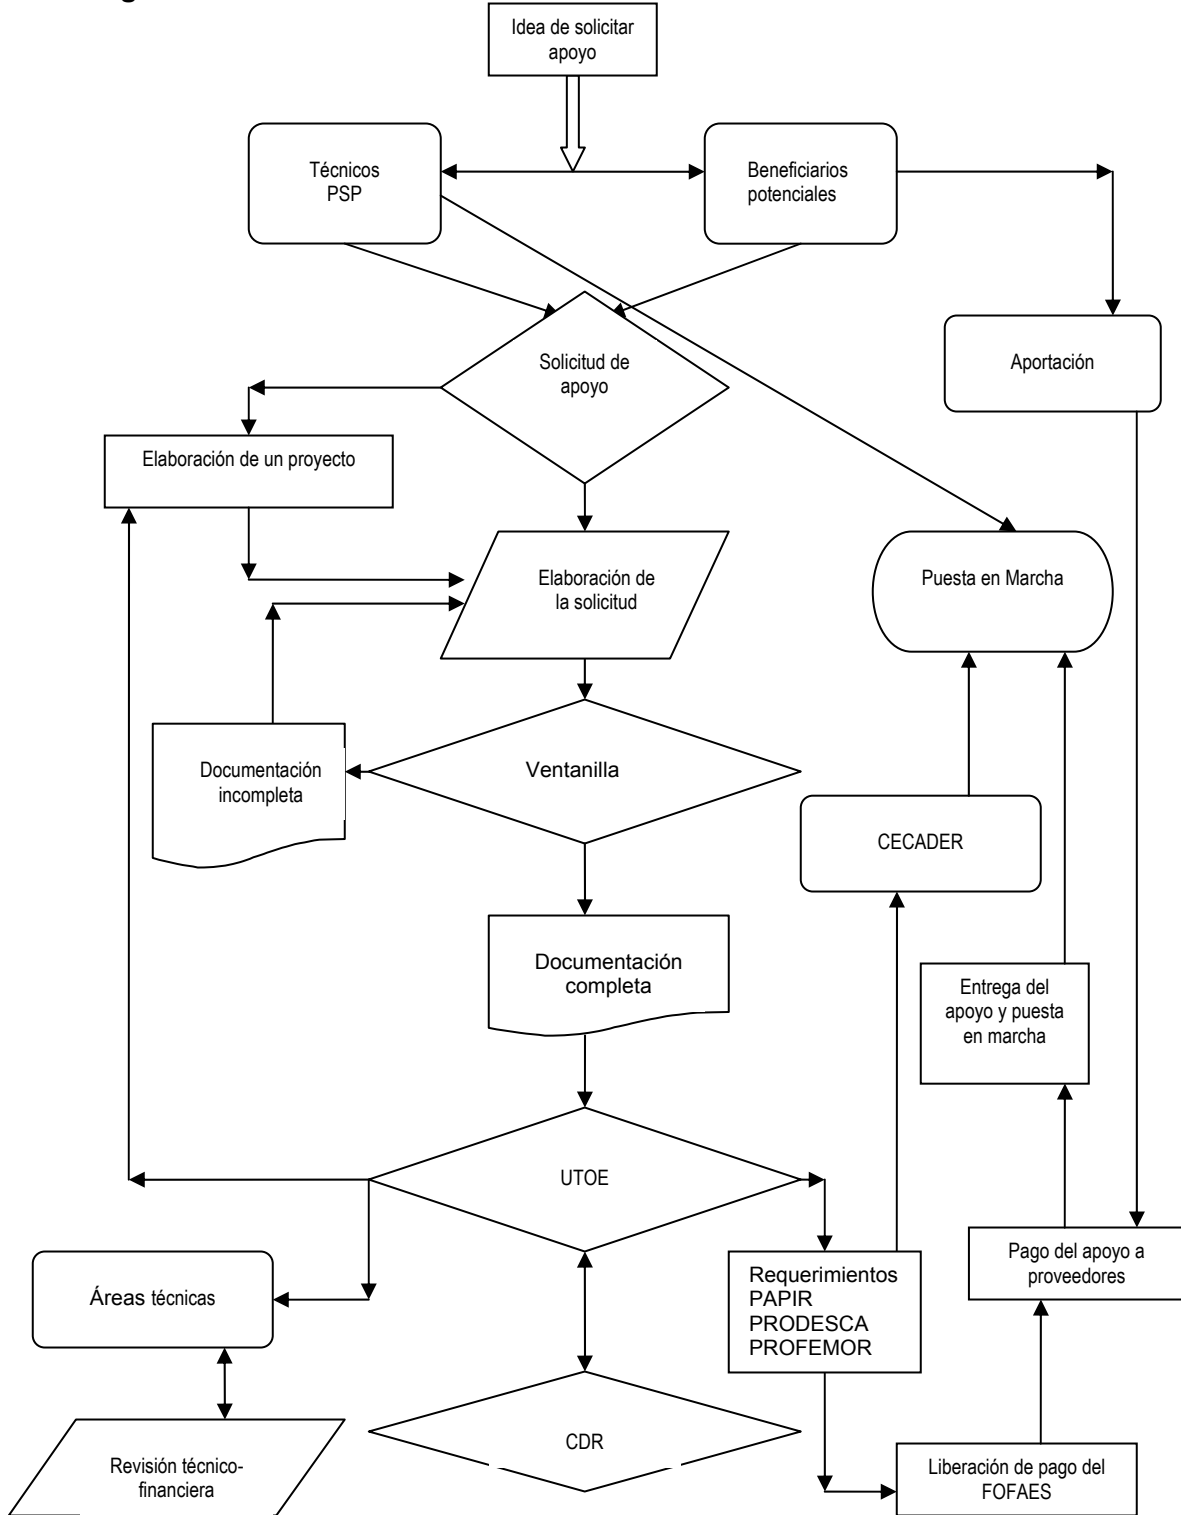 Idea de solicitar
apoyo
Técnicos
PSP
Beneficiarios
potenciales
Solicitud de
apoyo
Aportación
Elaboración de un proyecto
Elaboración de
la solicitud
Puesta en Marcha
Documentación
incompleta
Ventanilla
CECADER
Documentación
completa
Entrega del
apoyo y puesta
en marcha
UTOE
Áreas técnicas
Requerimientos
PAPIR
PRODESCA
PROFEMOR
Pago del apoyo a
proveedores
CDR
Revisión técnico-
financiera
Liberación de pago del
FOFAES